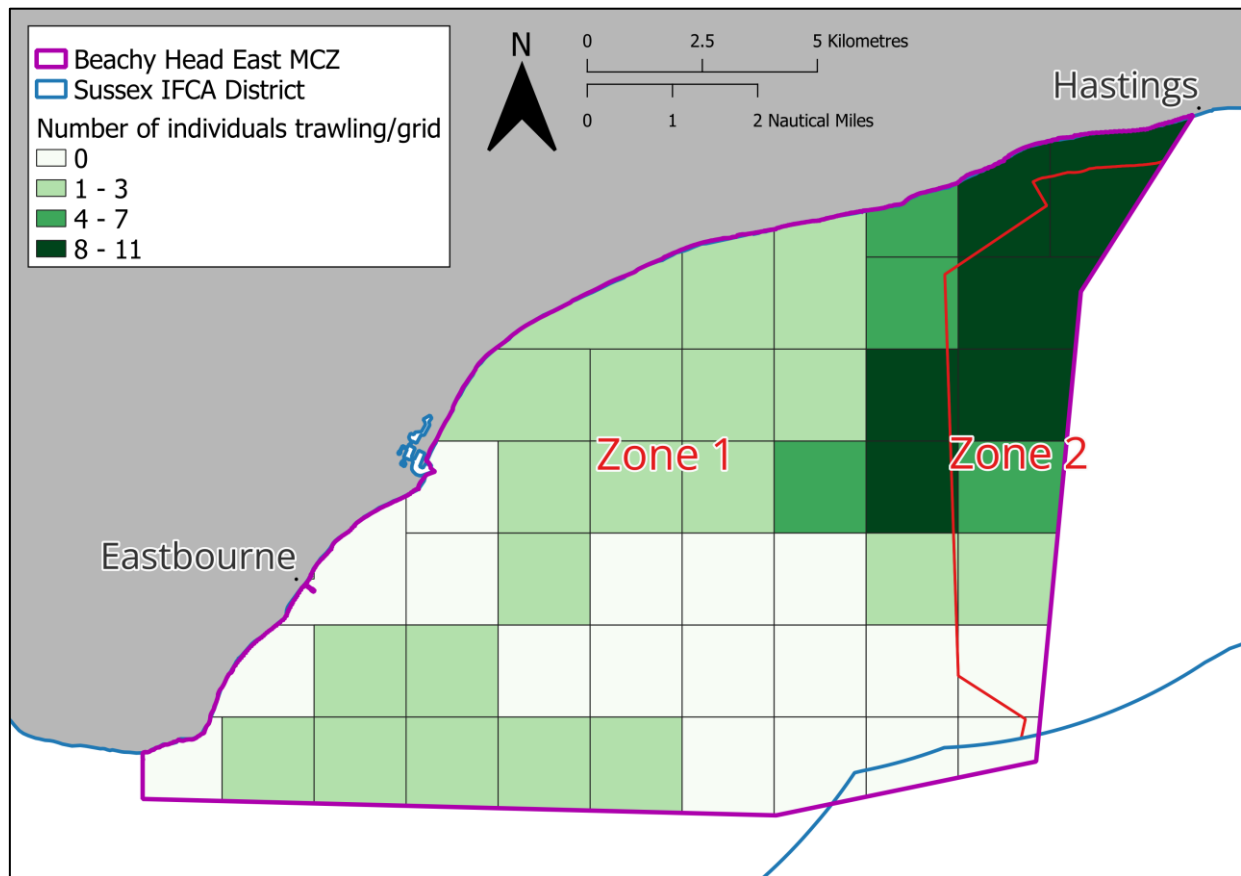 Beachy Head East MCZ
Sussex IFCA District
Number of individuals trawling/grid
0
1 - 3
4 - 7
8 - 11
N
0 2.5 5 Kilometres
0 1 2 Nautical Miles
Hastings
Zone 1
Zone 2
Eastbourne